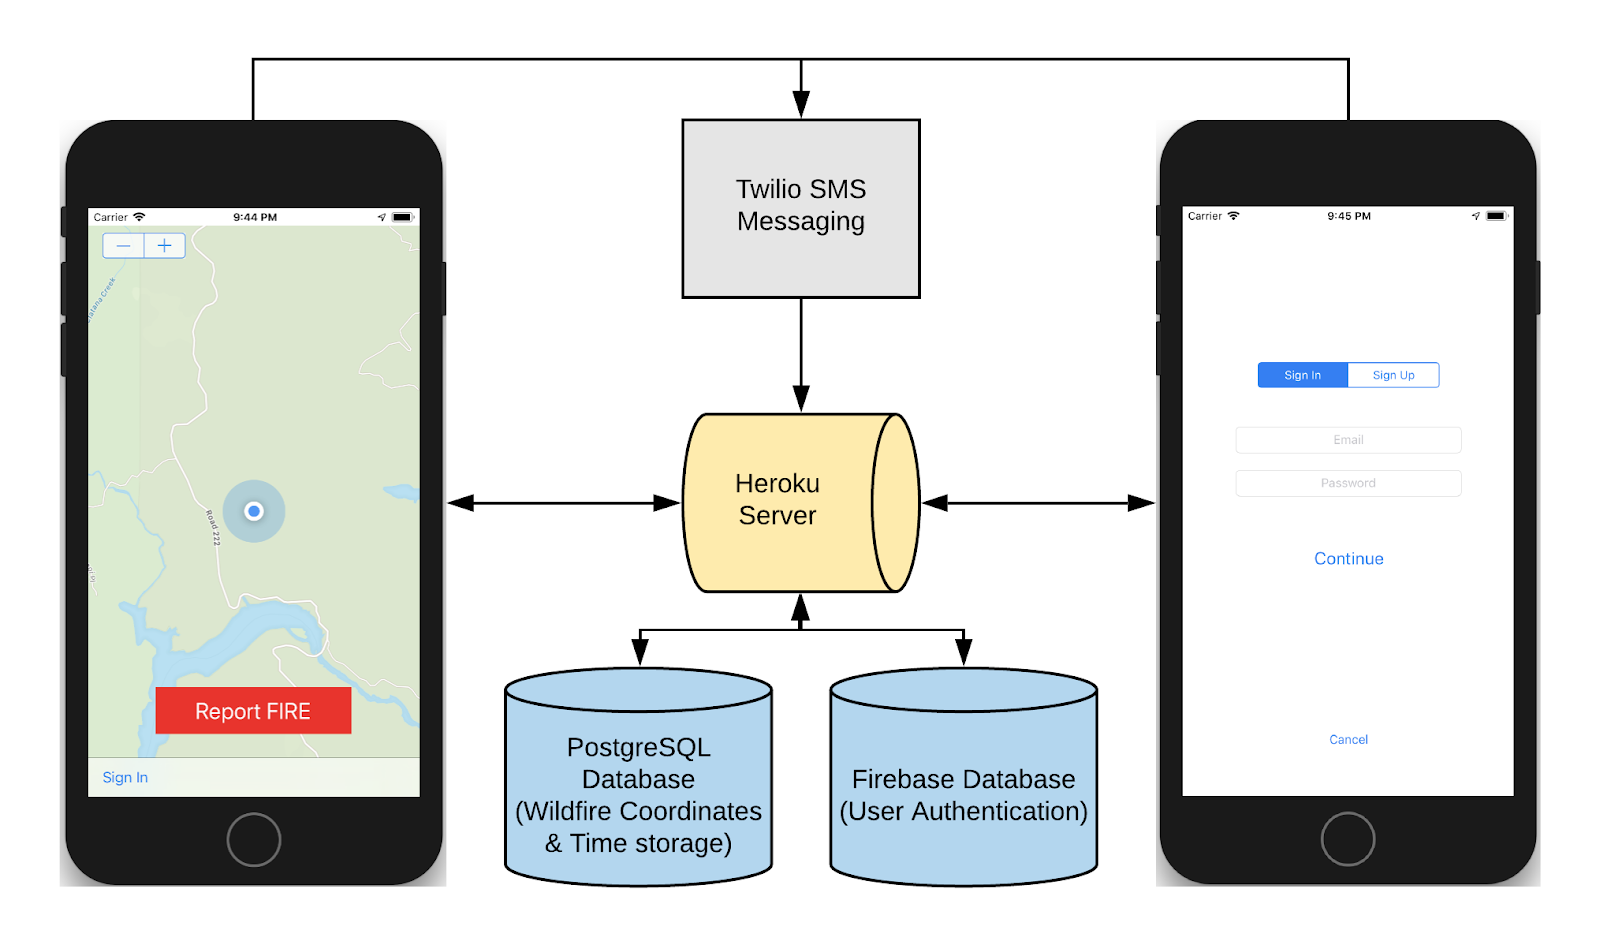 Twilio SMS
Messaging
Carrier
9:44 PM
Creek
Road 222
Report FIRE
Sign In
Heroku
Server
PostgreSQL
Database
(Wildfire Coordinates
& Time storage)
Firebase Database
(User Authentication)
Carrier
9:45 PM
Sign In
Sign Up
Email
Password
Continue
Cancel